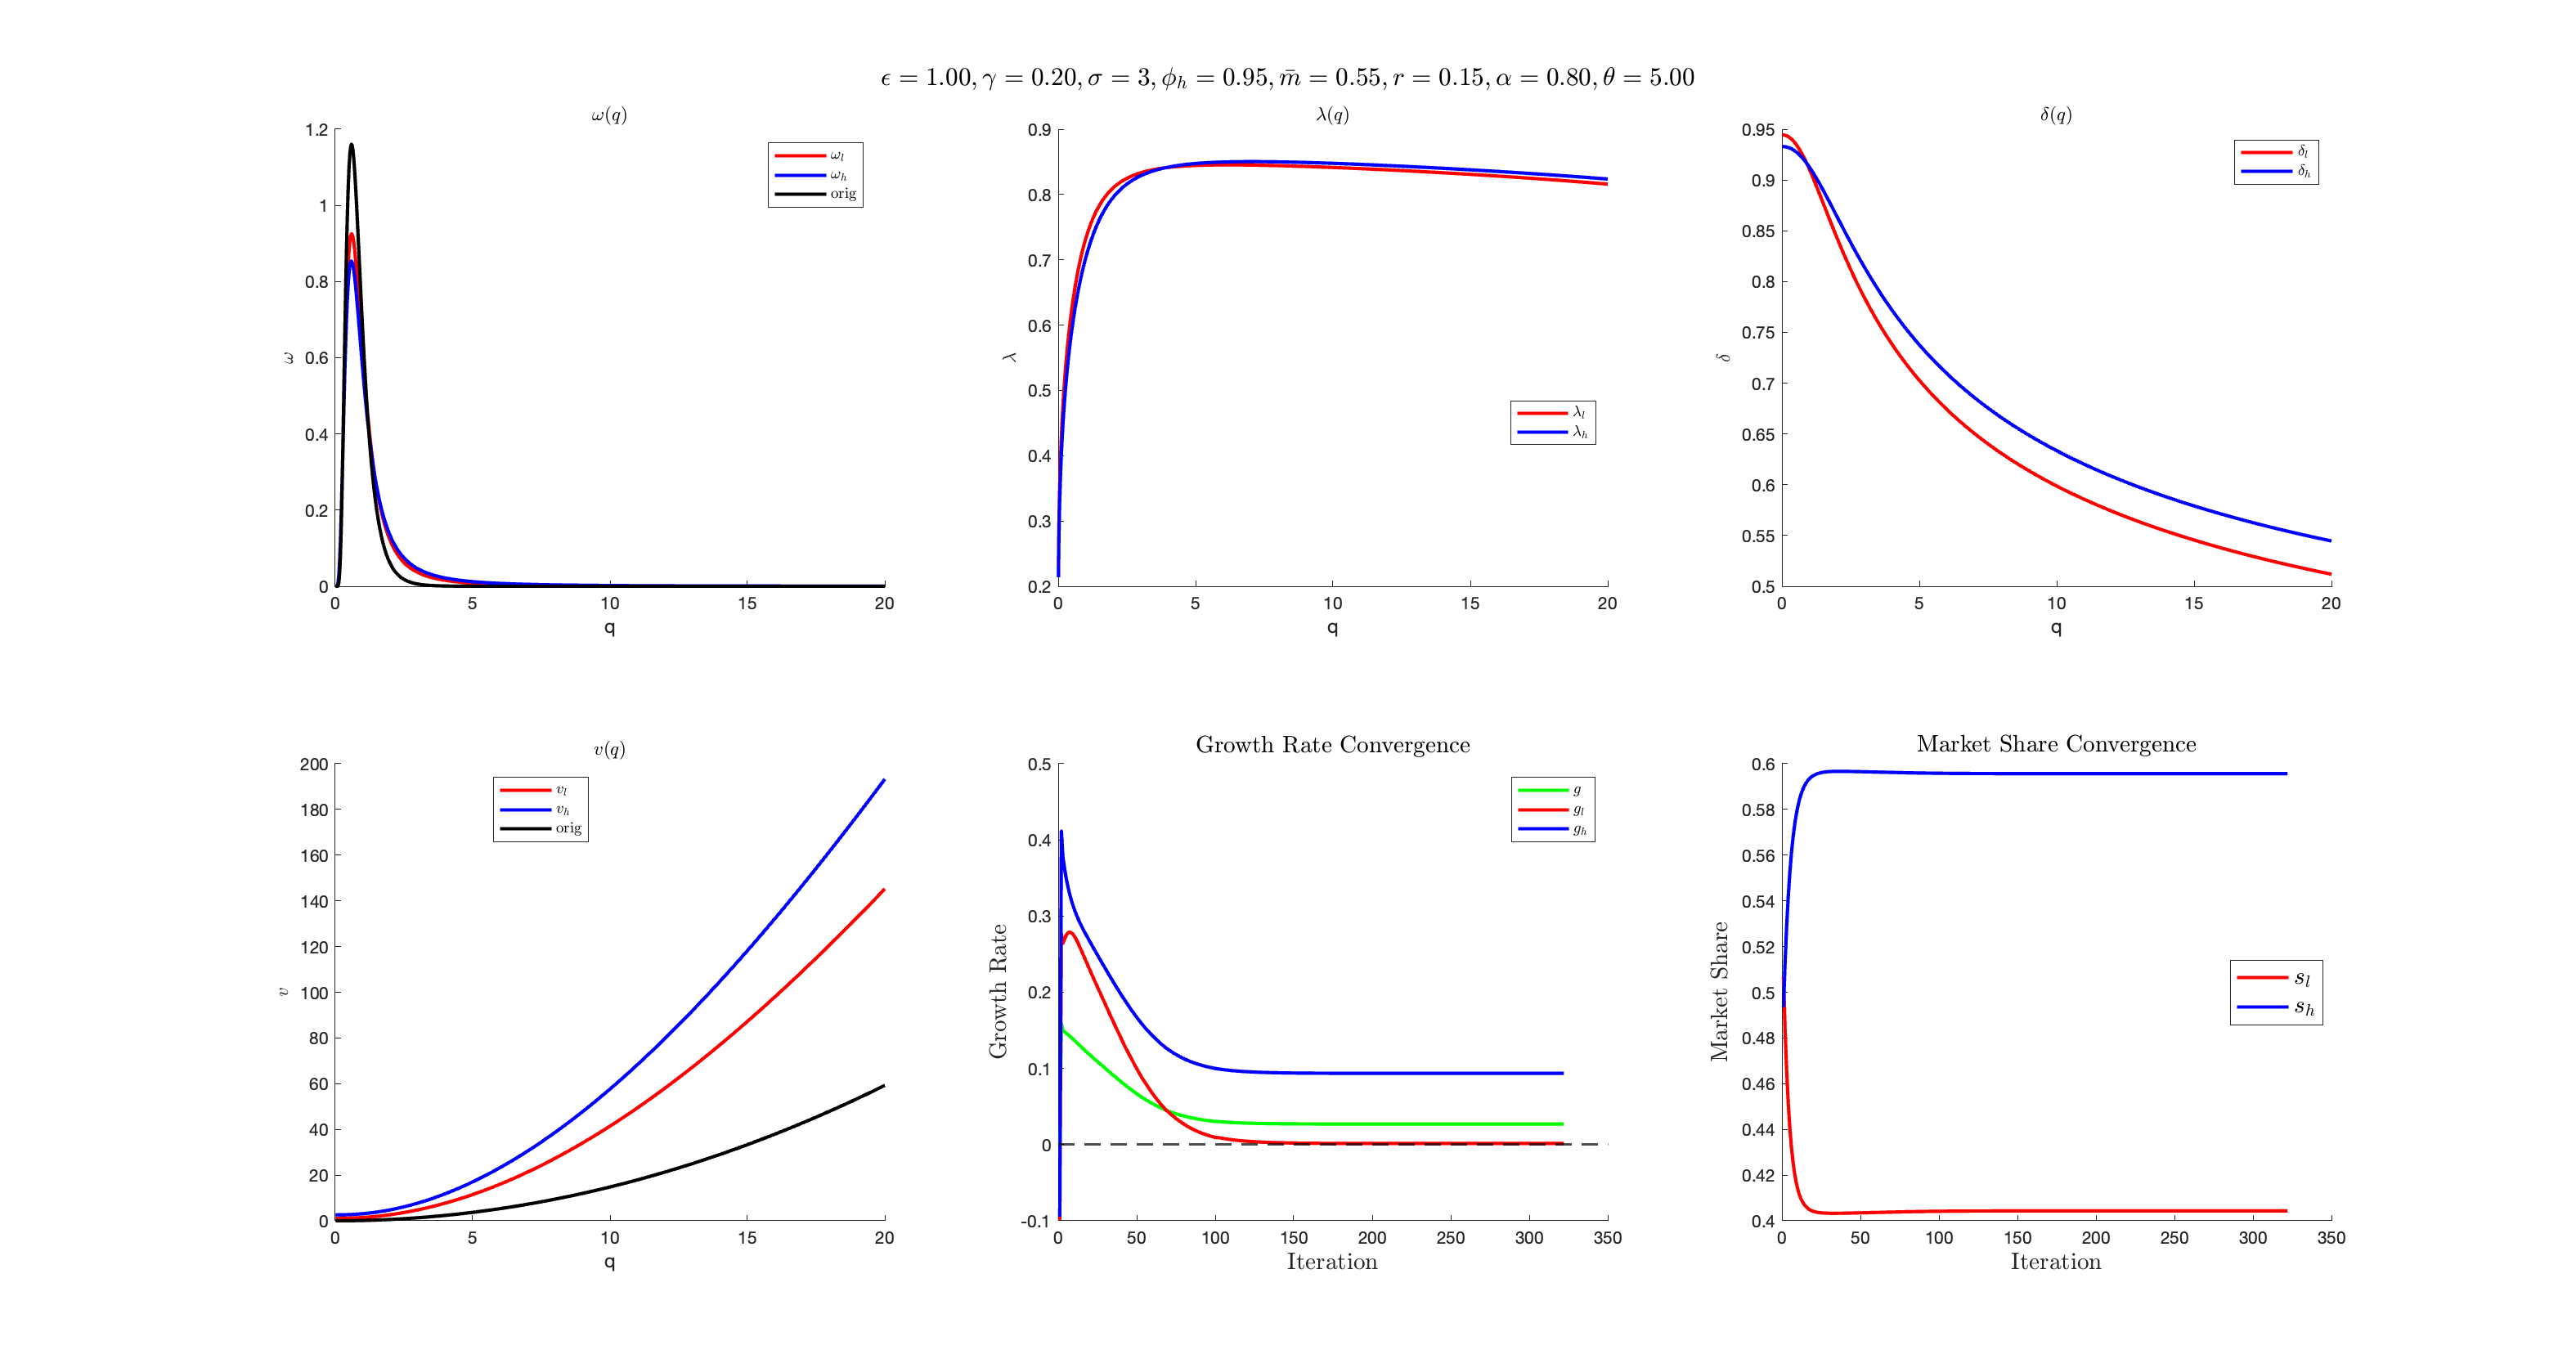 ϵ = 1.00, γ = 0.20, σ = 3, ϕ_h = 0.95, m̄ = 0.55, r = 0.15, α = 0.80, θ = 5.00
ω(q)
1.2
1
0.8
0.6
0.4
0.2
0
ω
0 5 10 15 20
q
ω_l
ω_h
orig
λ(q)
0.9
0.8
0.7
0.6
0.5
0.4
0.3
0.2
λ
0 5 10 15 20
q
λ_l
λ_h
δ(q)
0.95
0.9
0.85
0.8
0.75
0.7
0.65
0.6
0.55
0.5
δ
0 5 10 15 20
q
δ_l
δ_h
v(q)
200
180
160
140
120
100
80
60
40
20
0
v
0 5 10 15 20
q
v_l
v_h
orig
Growth Rate Convergence
0.5
0.4
0.3
0.2
0.1
0
-0.1
Growth Rate
0 50 100 150 200 250 300 350
Iteration
g
g_l
g_h
Market Share Convergence
0.6
0.58
0.56
0.54
0.52
0.5
0.48
0.46
0.44
0.42
0.4
Market Share
0 50 100 150 200 250 300 350
Iteration
s_l
s_h